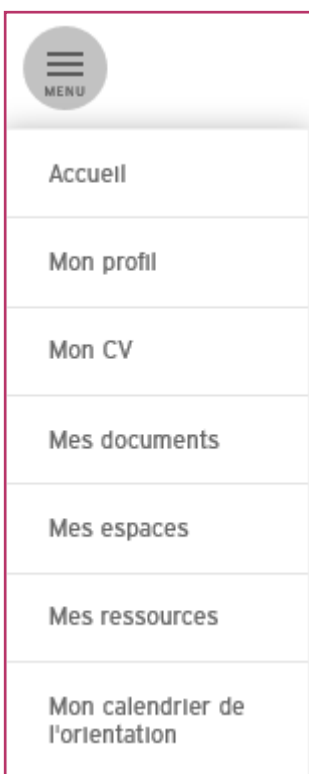 MENU
Accueil
Mon profil
Mon CV
Mes documents
Mes espaces
Mes ressources
Mon calendrier de
l'orientation